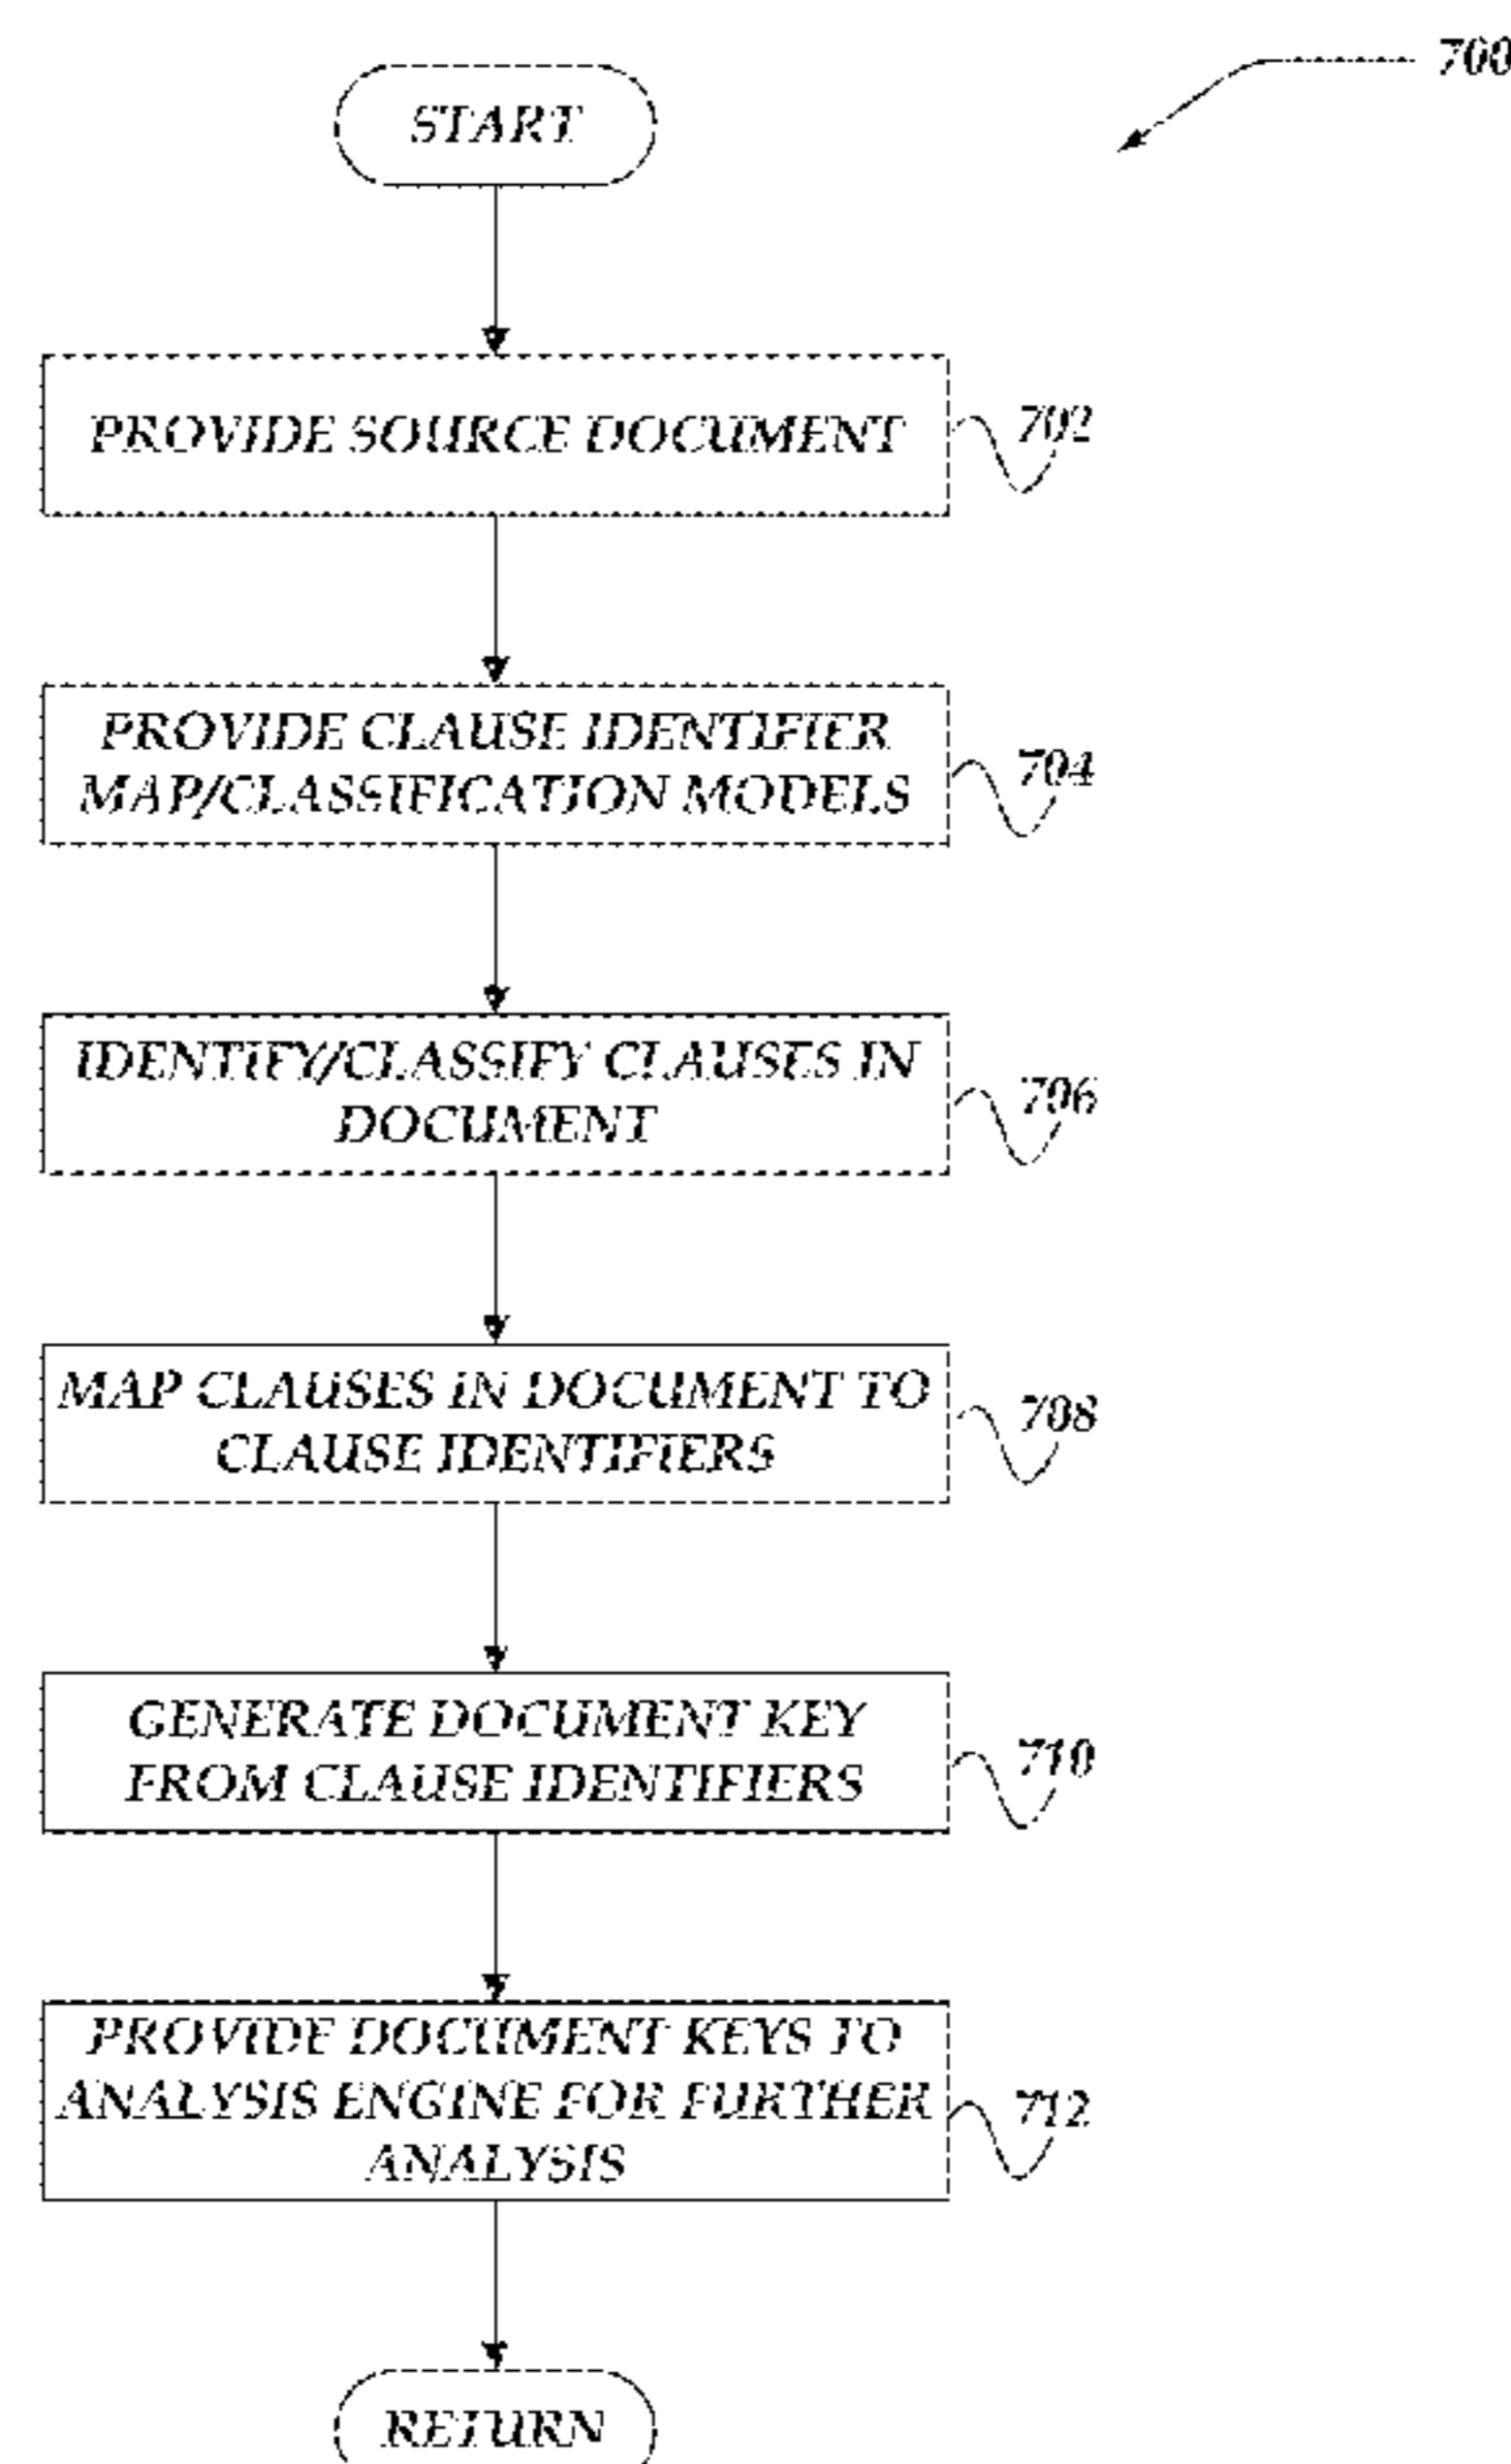 700
START
PROVIDE SOURCE DOCUMENT
702
PROVIDE CLAUSE IDENTIFIER
MAP/CLASSIFICATION MODELS
704
IDENTIFY/CLASSIFY CLAUSES IN
DOCUMENT
706
MAP CLAUSES IN DOCUMENT TO
CLAUSE IDENTIFIERS
708
GENERATE DOCUMENT KEY
FROM CLAUSE IDENTIFIERS
710
PROVIDE DOCUMENT KEYS TO
ANALYSIS ENGINE FOR FURTHER
ANALYSIS
712
RETURN